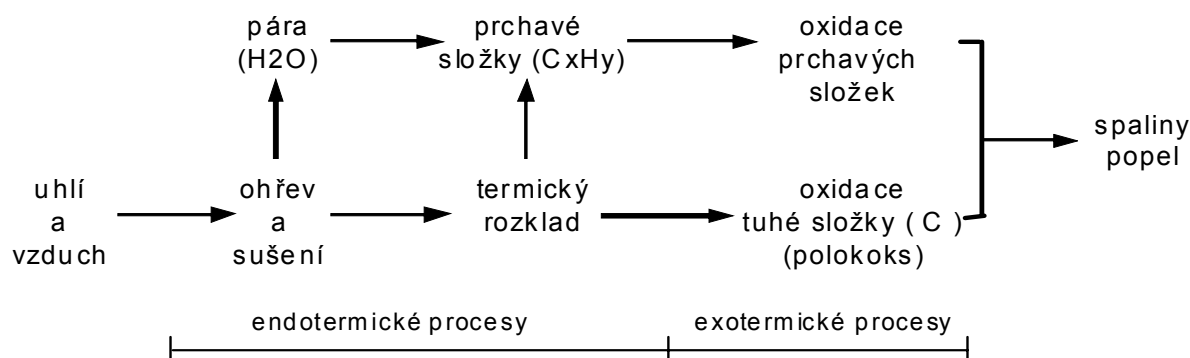 pára
(H2O)
prchavé
složky (CxHy)
oxidace
prchavých
složek
spaliny
popel
uhlí
a
vzduch
ohřev
a
sušení
termický
rozklad
oxidace
tuhé složky ( C )
(polokoks)
endotermické procesy
exotermické procesy